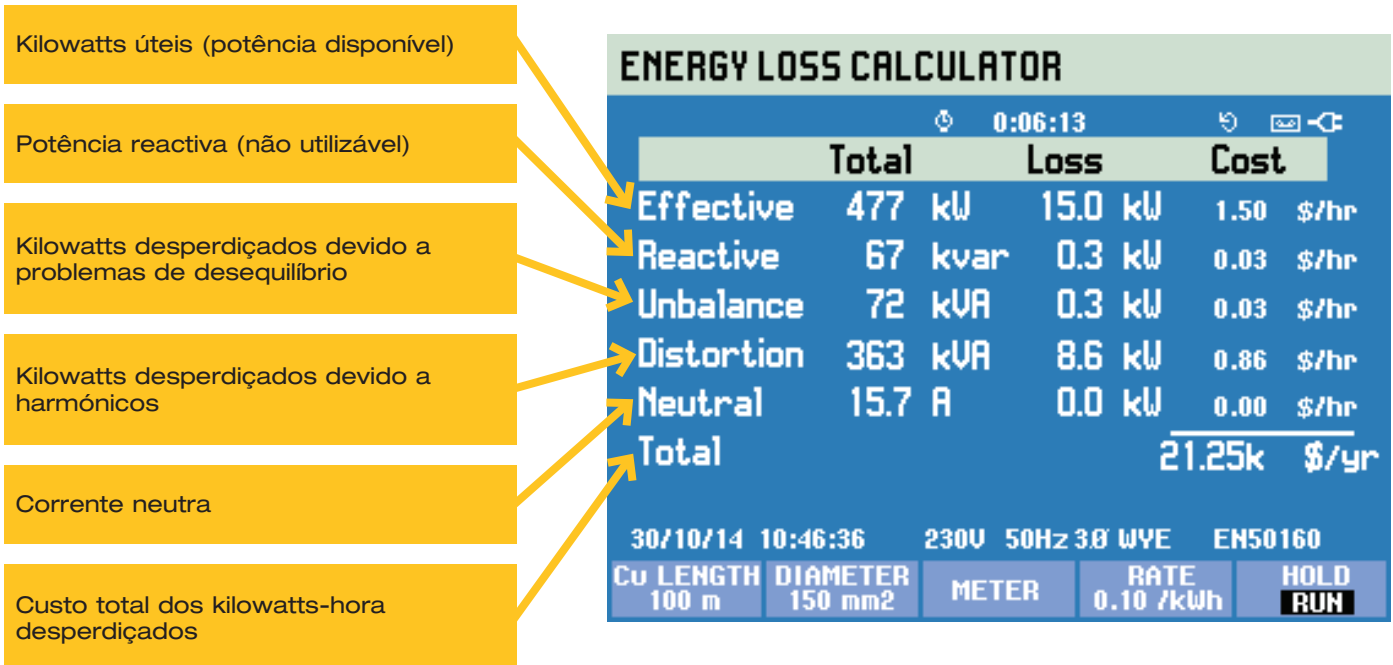 Kilowatts úteis (potência disponível)
Potência reactiva (não utilizável)
Kilowatts desperdiçados devido a
problemas de desequilíbrio
Kilowatts desperdiçados devido a
harmónicos
Corrente neutra
Custo total dos kilowatts-hora
desperdiçados
ENERGY LOSS CALCULATOR
0:06:13
Total Loss Cost
Effective 477 kW 15.0 kW 1.50 $/hr
Reactive 67 kvar 0.3 kW 0.03 $/hr
Unbalance 72 kVA 0.3 kW 0.03 $/hr
Distortion 363 kVA 8.6 kW 0.86 $/hr
Neutral 15.7 A 0.0 kW 0.00 $/hr
Total 21.25k $/yr
30/10/14 10:46:36 230V 50Hz 3Ø WYE EN50160
Cu LENGTH DIAMETER METER RATE HOLD
100 m 150 mm2 0.10 /kWh RUN